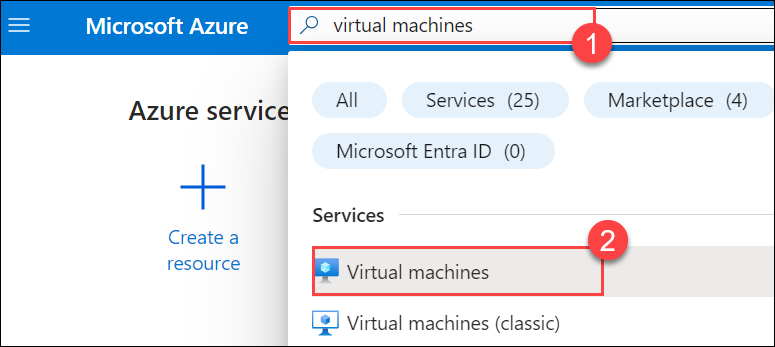 Microsoft Azure
virtual machines
1
All
Services (25)
Marketplace (4)
Microsoft Entra ID (0)
Azure service
Create a
resource
Services
2
Virtual machines
Virtual machines (classic)